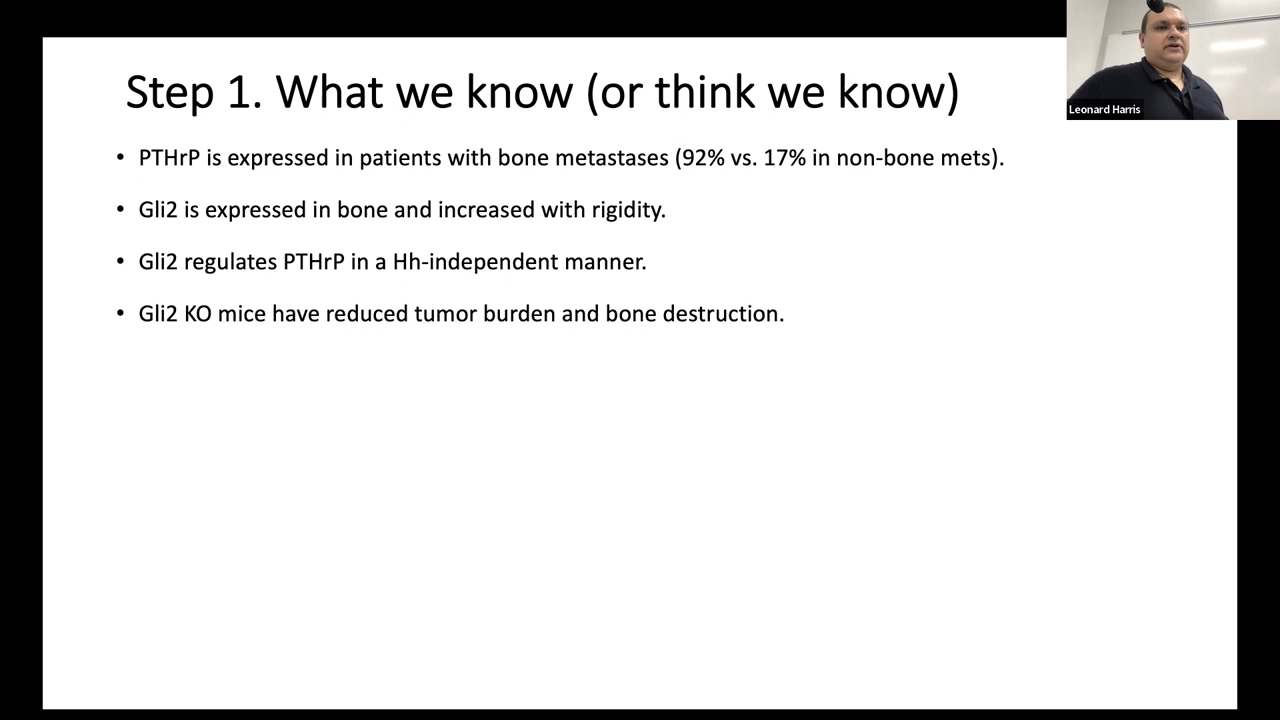 Step 1. What we know (or think we know)
Leonard Harris
• PTHrP is expressed in patients with bone metastases (92% vs. 17% in non-bone mets).
• Gli2 is expressed in bone and increased with rigidity.
• Gli2 regulates PTHrP in a Hh-independent manner.
• Gli2 KO mice have reduced tumor burden and bone destruction.